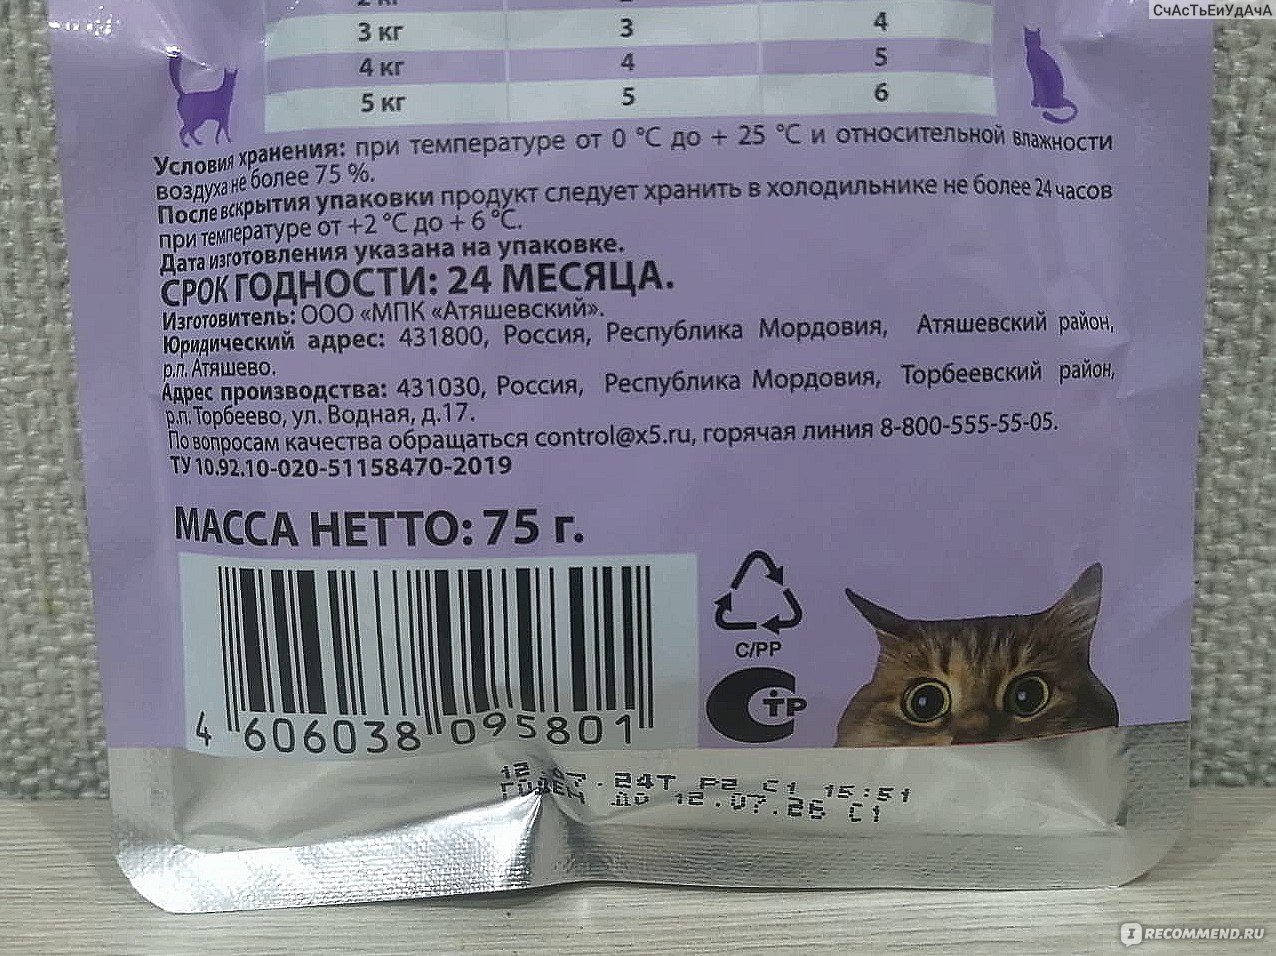 СчАсТьЕиУдАчА
2 кг
3 кг 3 4
4 кг 4 5
5 кг 5 6
Условия хранения: при температуре от 0 °С до + 25 °С и относительной влажности
воздуха не более 75 %.
После вскрытия упаковки продукт следует хранить в холодильнике не более 24 часов
при температуре от +2 °С до + 6 °С.
Дата изготовления указана на упаковке.
СРОК ГОДНОСТИ: 24 МЕСЯЦА.
Изготовитель: ООО «МПК «Атяшевский».
Юридический адрес: 431800, Россия, Республика Мордовия, Атяшевский район,
р.п. Атяшево.
Адрес производства: 431030, Россия, Республика Мордовия, Торбеевский район,
р.п. Торбеево, ул. Водная, д.17.
По вопросам качества обращаться control@x5.ru, горячая линия 8-800-555-55-05.
ТУ 10.92.10-020-51158470-2019
МАССА НЕТТО: 75 г.
C/PP
СТР
4 606038 095801
12.07.24Т Р2 С1 15:51
ГОДЕН ДО 12.07.26 С1
IRECOMMEND.RU